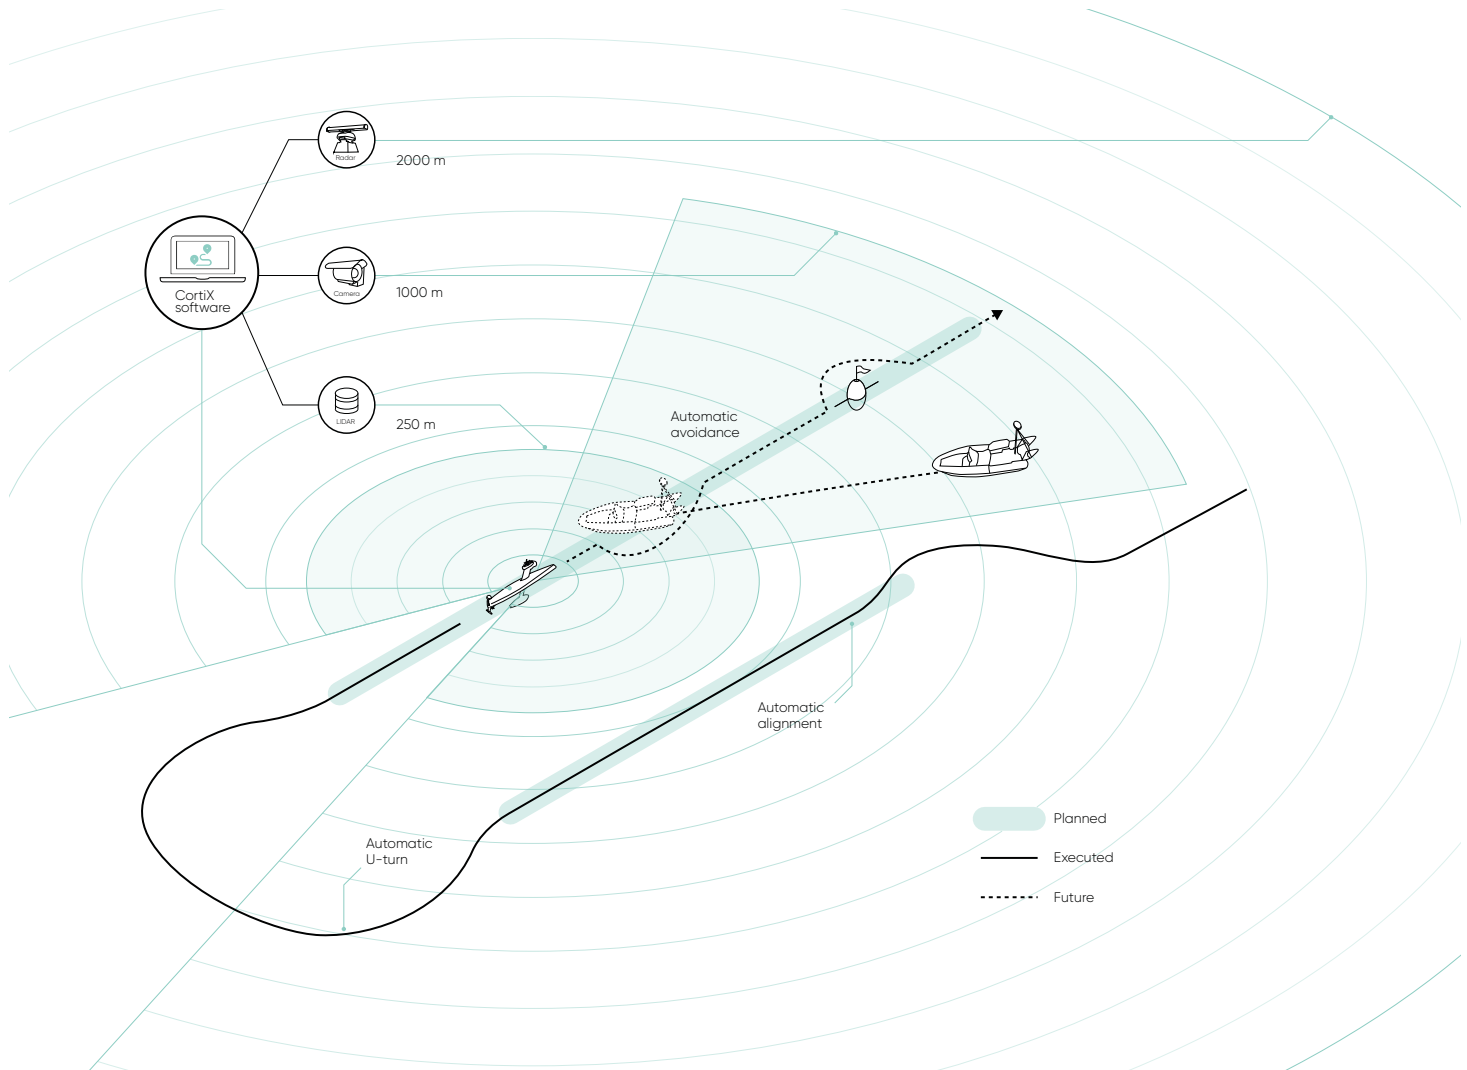 Radar
2000 m
CortiX
software
Camera
1000 m
LIDAR
250 m
Automatic
avoidance
Automatic
alignment
Automatic
U-turn
Planned
Executed
Future